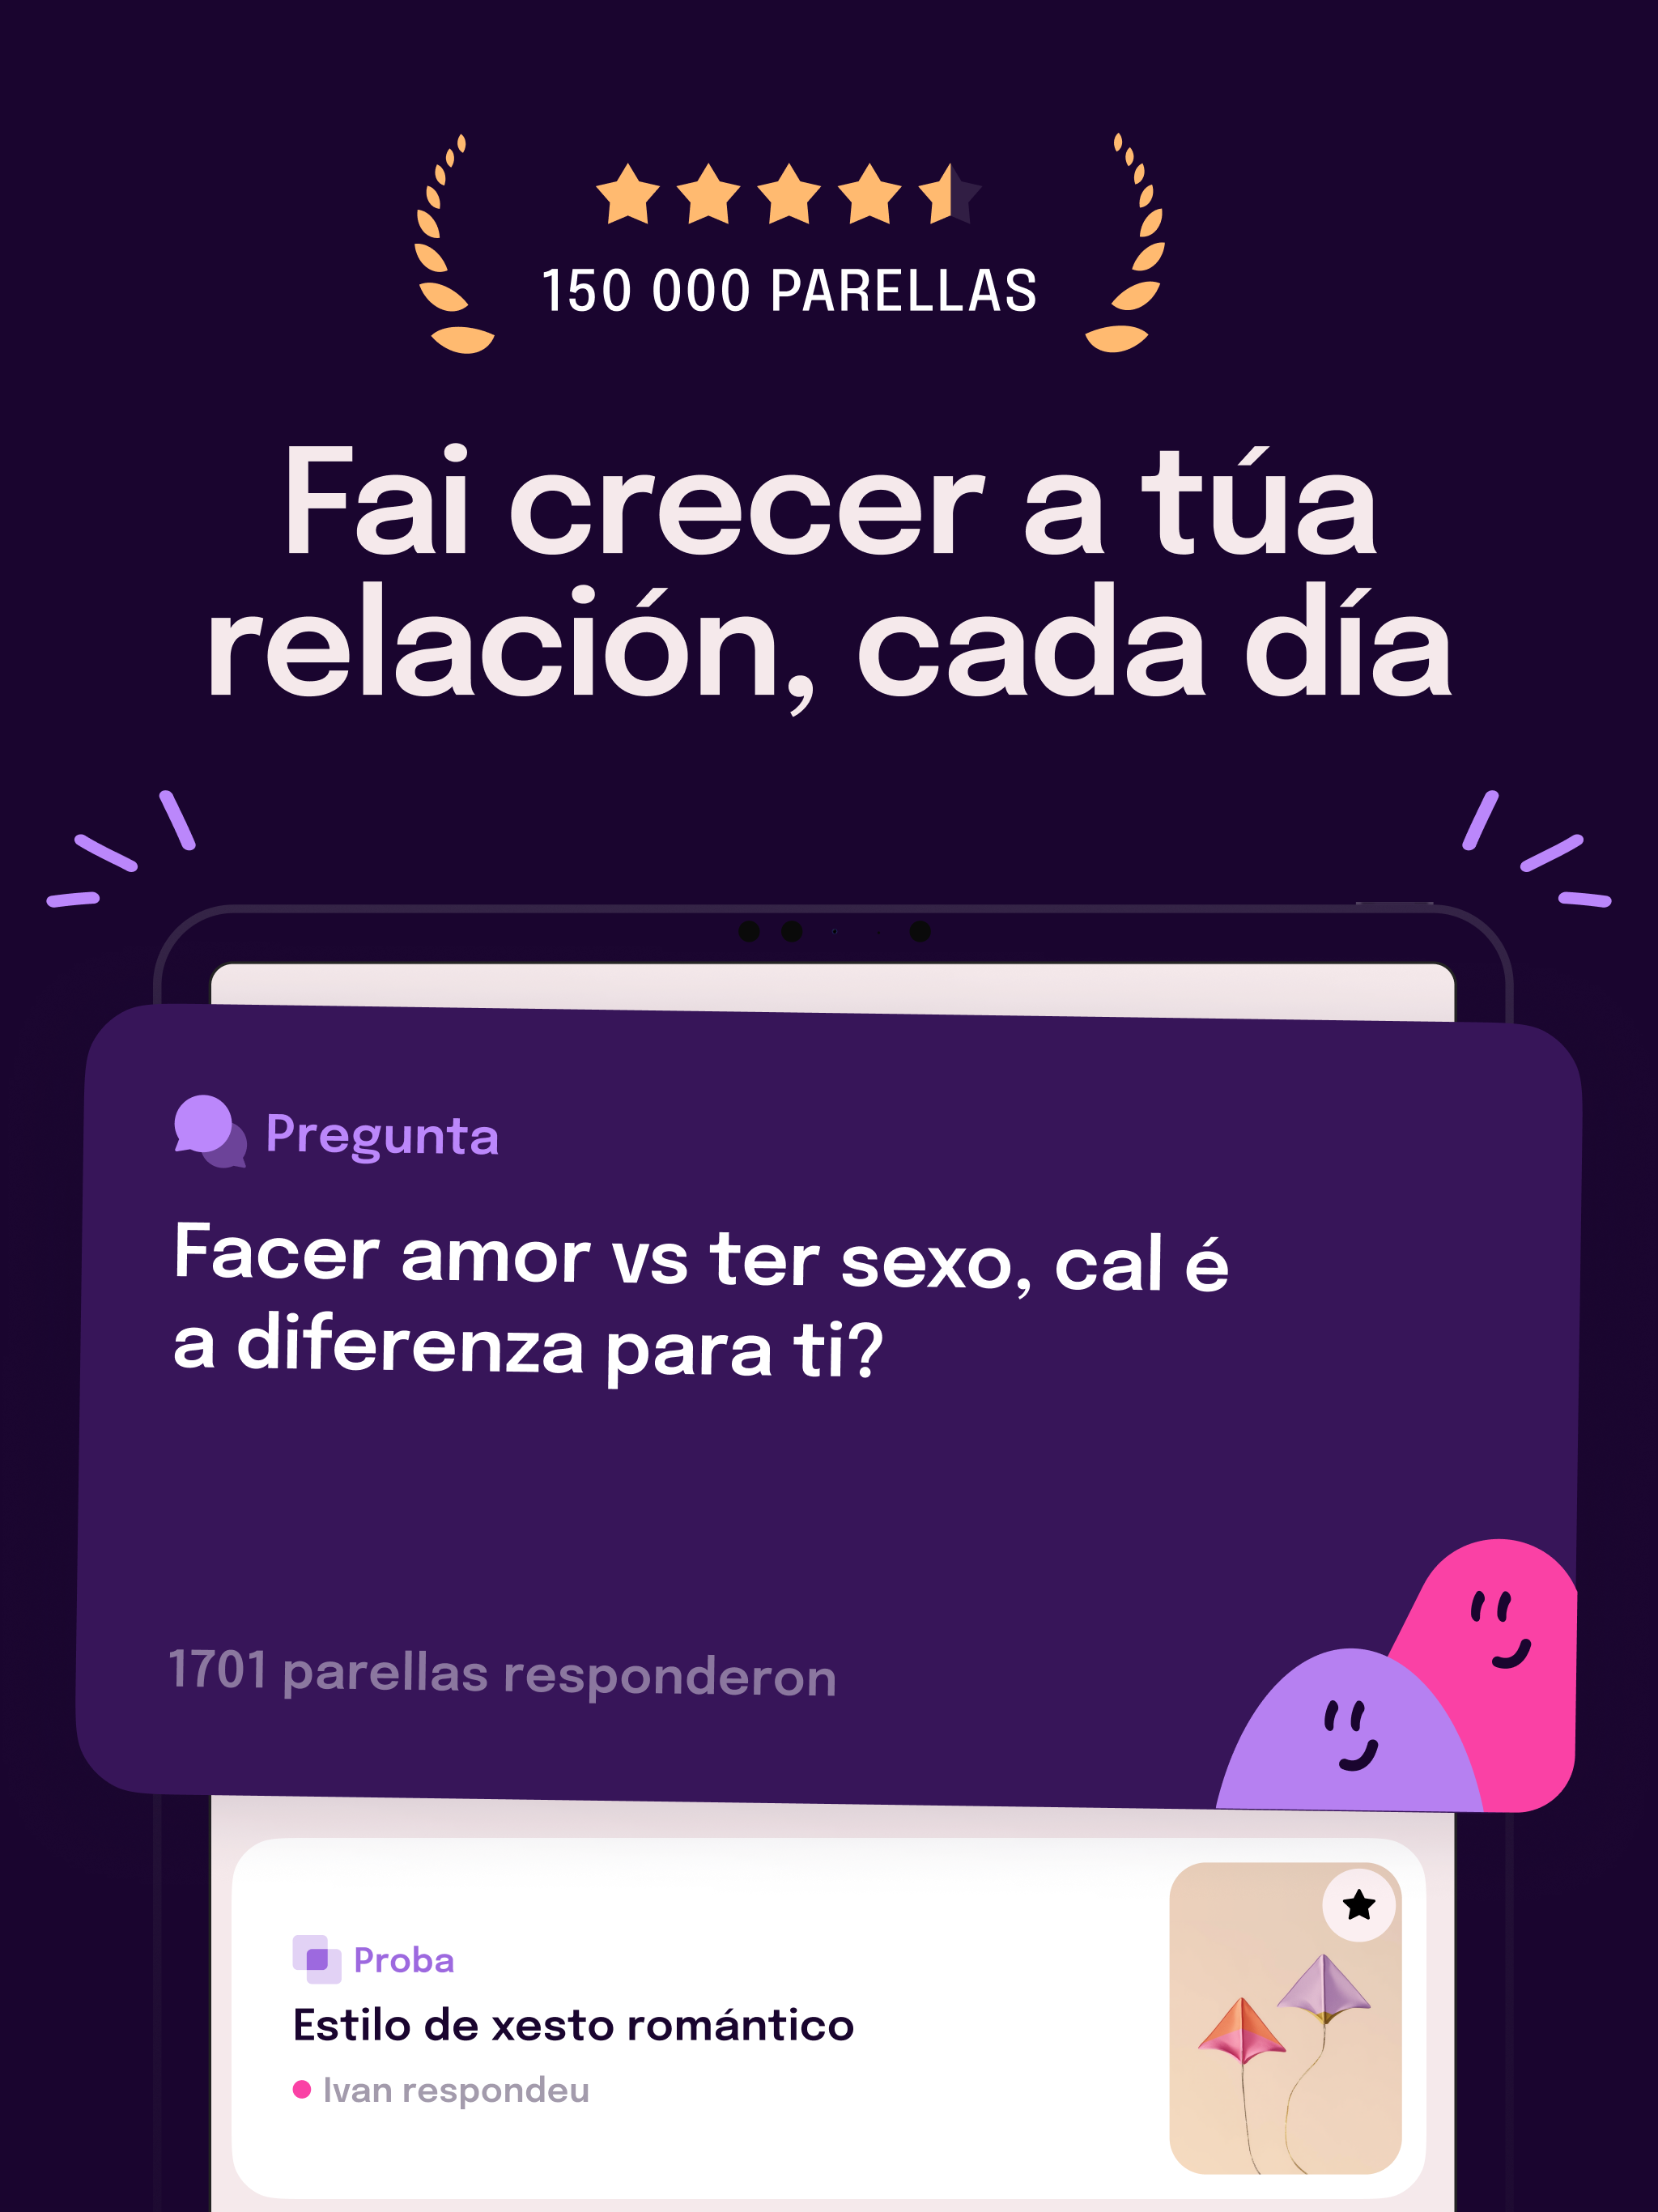 150 000 PARELLAS
Fai crecer a túa
relación, cada día
Pregunta
Facer amor vs ter sexo, cal é
a diferenza para ti?
1701 parellas responderon
Proba
Estilo de xesto romántico
Ivan respondeu